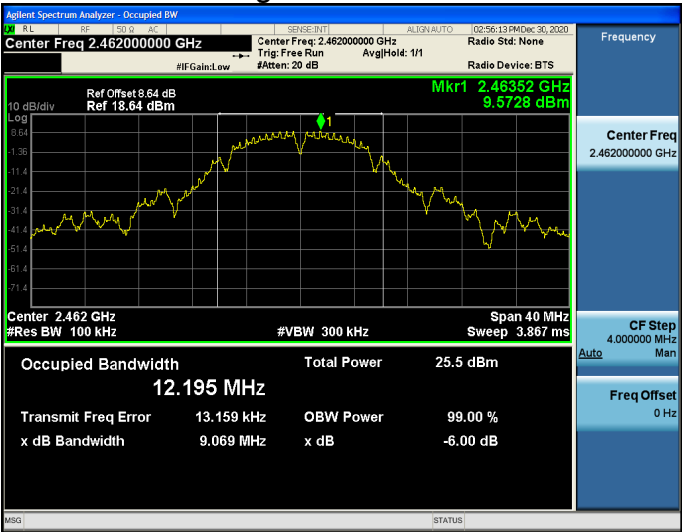 Agilent Spectrum Analyzer - Occupied BW
RL RF 50 Ω AC SENSE:INT ALIGN AUTO 02:56:13 PM Dec 30, 2020
Center Freq 2.462000000 GHz
Center Freq: 2.462000000 GHz
Radio Std: None
Trig: Free Run Avg|Hold: 1/1
#IFGain:Low
#Atten: 20 dB
Radio Device: BTS
Frequency
Ref Offset 8.64 dB
Mkr1 2.46352 GHz
10 dB/div
Ref 18.64 dBm
9.5728 dBm
Log
1
8.64
-1.36
-11.4
-21.4
-31.4
-41.4
-51.4
-61.4
-71.4
Center Freq
2.462000000 GHz
Center 2.462 GHz
Span 40 MHz
#Res BW 100 kHz
#VBW 300 kHz
Sweep 3.867 ms
CF Step
4.000000 MHz
Auto Man
Occupied Bandwidth
Total Power 25.5 dBm
12.195 MHz
Freq Offset
0 Hz
Transmit Freq Error 13.159 kHz
OBW Power 99.00 %
x dB Bandwidth 9.069 MHz
x dB -6.00 dB
MSG
STATUS